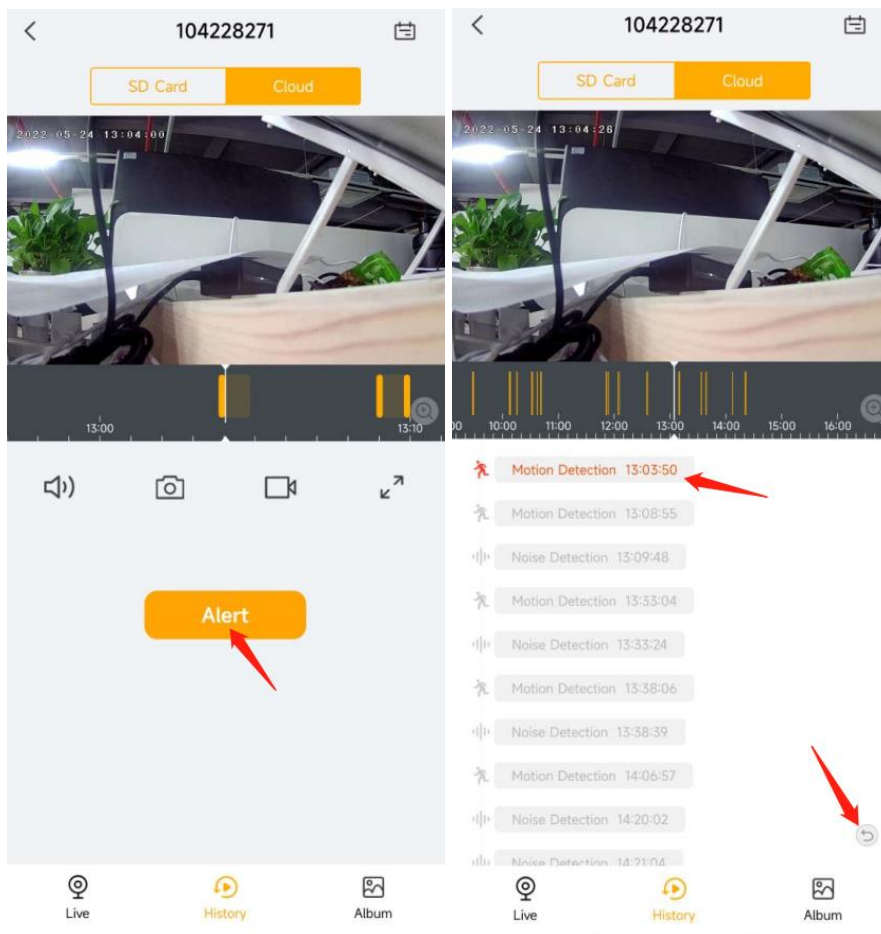 104228271
SD Card Cloud
2022-05-24 13:04:00
13:00 13:10
Alert
Live History Album
104228271
SD Card Cloud
2022-05-24 13:04:26
00 10:00 11:00 12:00 13:00 14:00 15:00 16:00
Motion Detection 13:03:50
Motion Detection 13:08:55
Noise Detection 13:09:48
Motion Detection 13:33:04
Noise Detection 13:33:24
Motion Detection 13:38:06
Noise Detection 13:38:39
Motion Detection 14:06:57
Noise Detection 14:20:02
Noise Detection 14:21:04
Live History Album